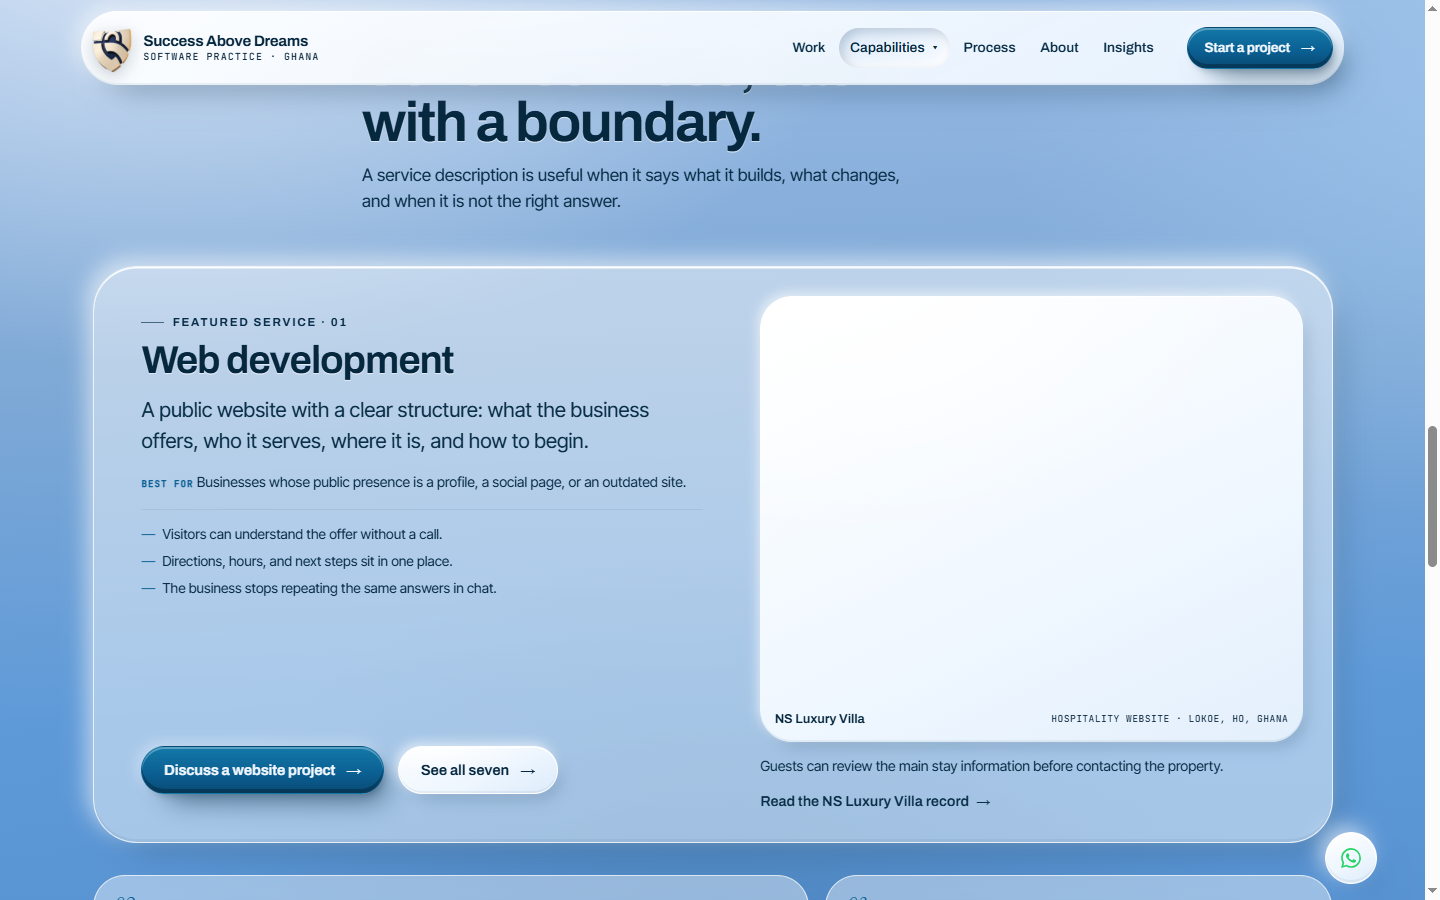 Success Above Dreams
SOFTWARE PRACTICE · GHANA
Work
Capabilities
Process
About
Insights
Start a project →
with a boundary.
A service description is useful when it says what it builds, what changes,
and when it is not the right answer.
FEATURED SERVICE · 01
Web development
A public website with a clear structure: what the business
offers, who it serves, where it is, and how to begin.
BEST FOR Businesses whose public presence is a profile, a social page, or an outdated site.
— Visitors can understand the offer without a call.
— Directions, hours, and next steps sit in one place.
— The business stops repeating the same answers in chat.
Discuss a website project →
See all seven →
NS Luxury Villa
HOSPITALITY WEBSITE · LOKOE, HO, GHANA
Guests can review the main stay information before contacting the property.
Read the NS Luxury Villa record →